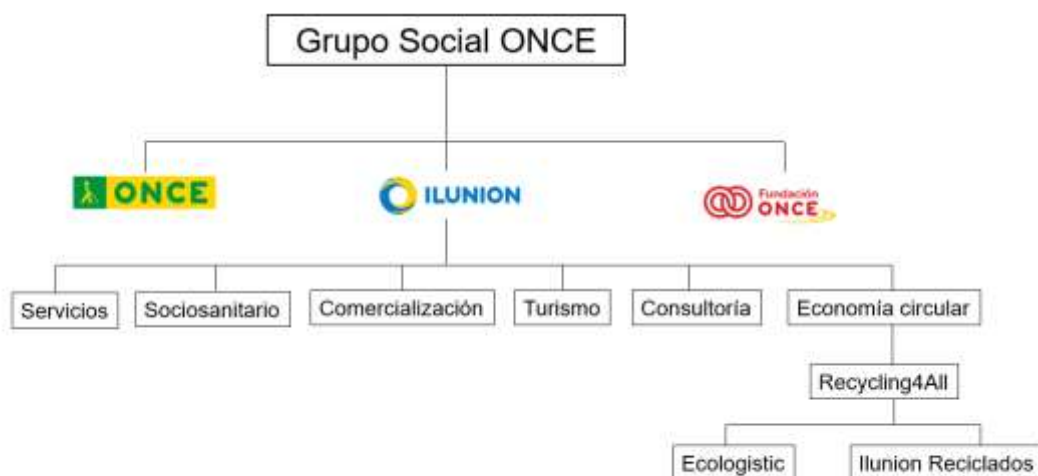 Grupo Social ONCE
ONCE
ILUNION
Fundación
ONCE
Servicios
Sociosanitario
Comercialización
Turismo
Consultoría
Economía circular
Recycling4All
Ecologistic
Ilunion Reciclados